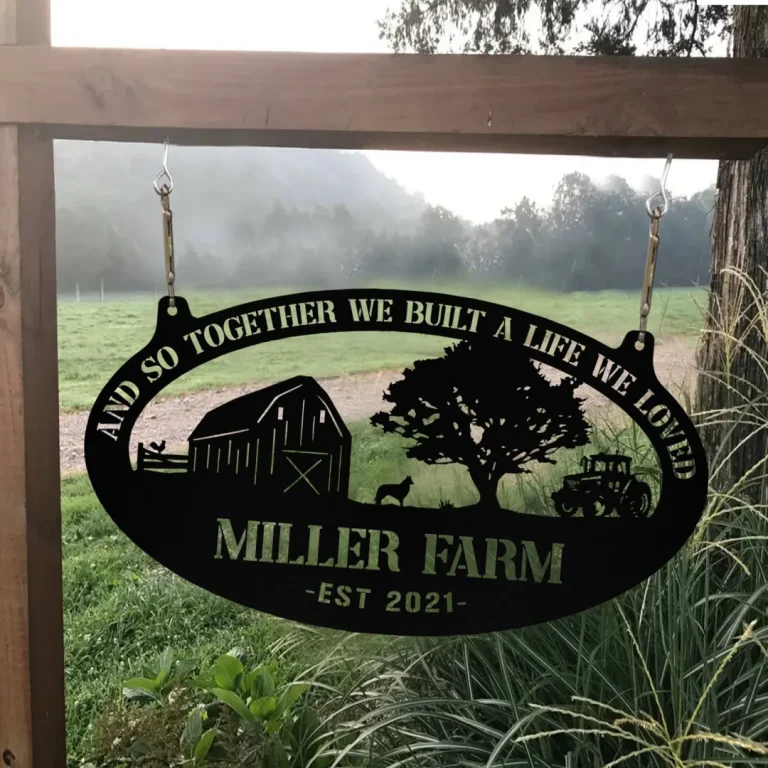 AND SO TOGETHER WE BUILT A LIFE WE LOVED
MILLER FARM
-EST 2021-